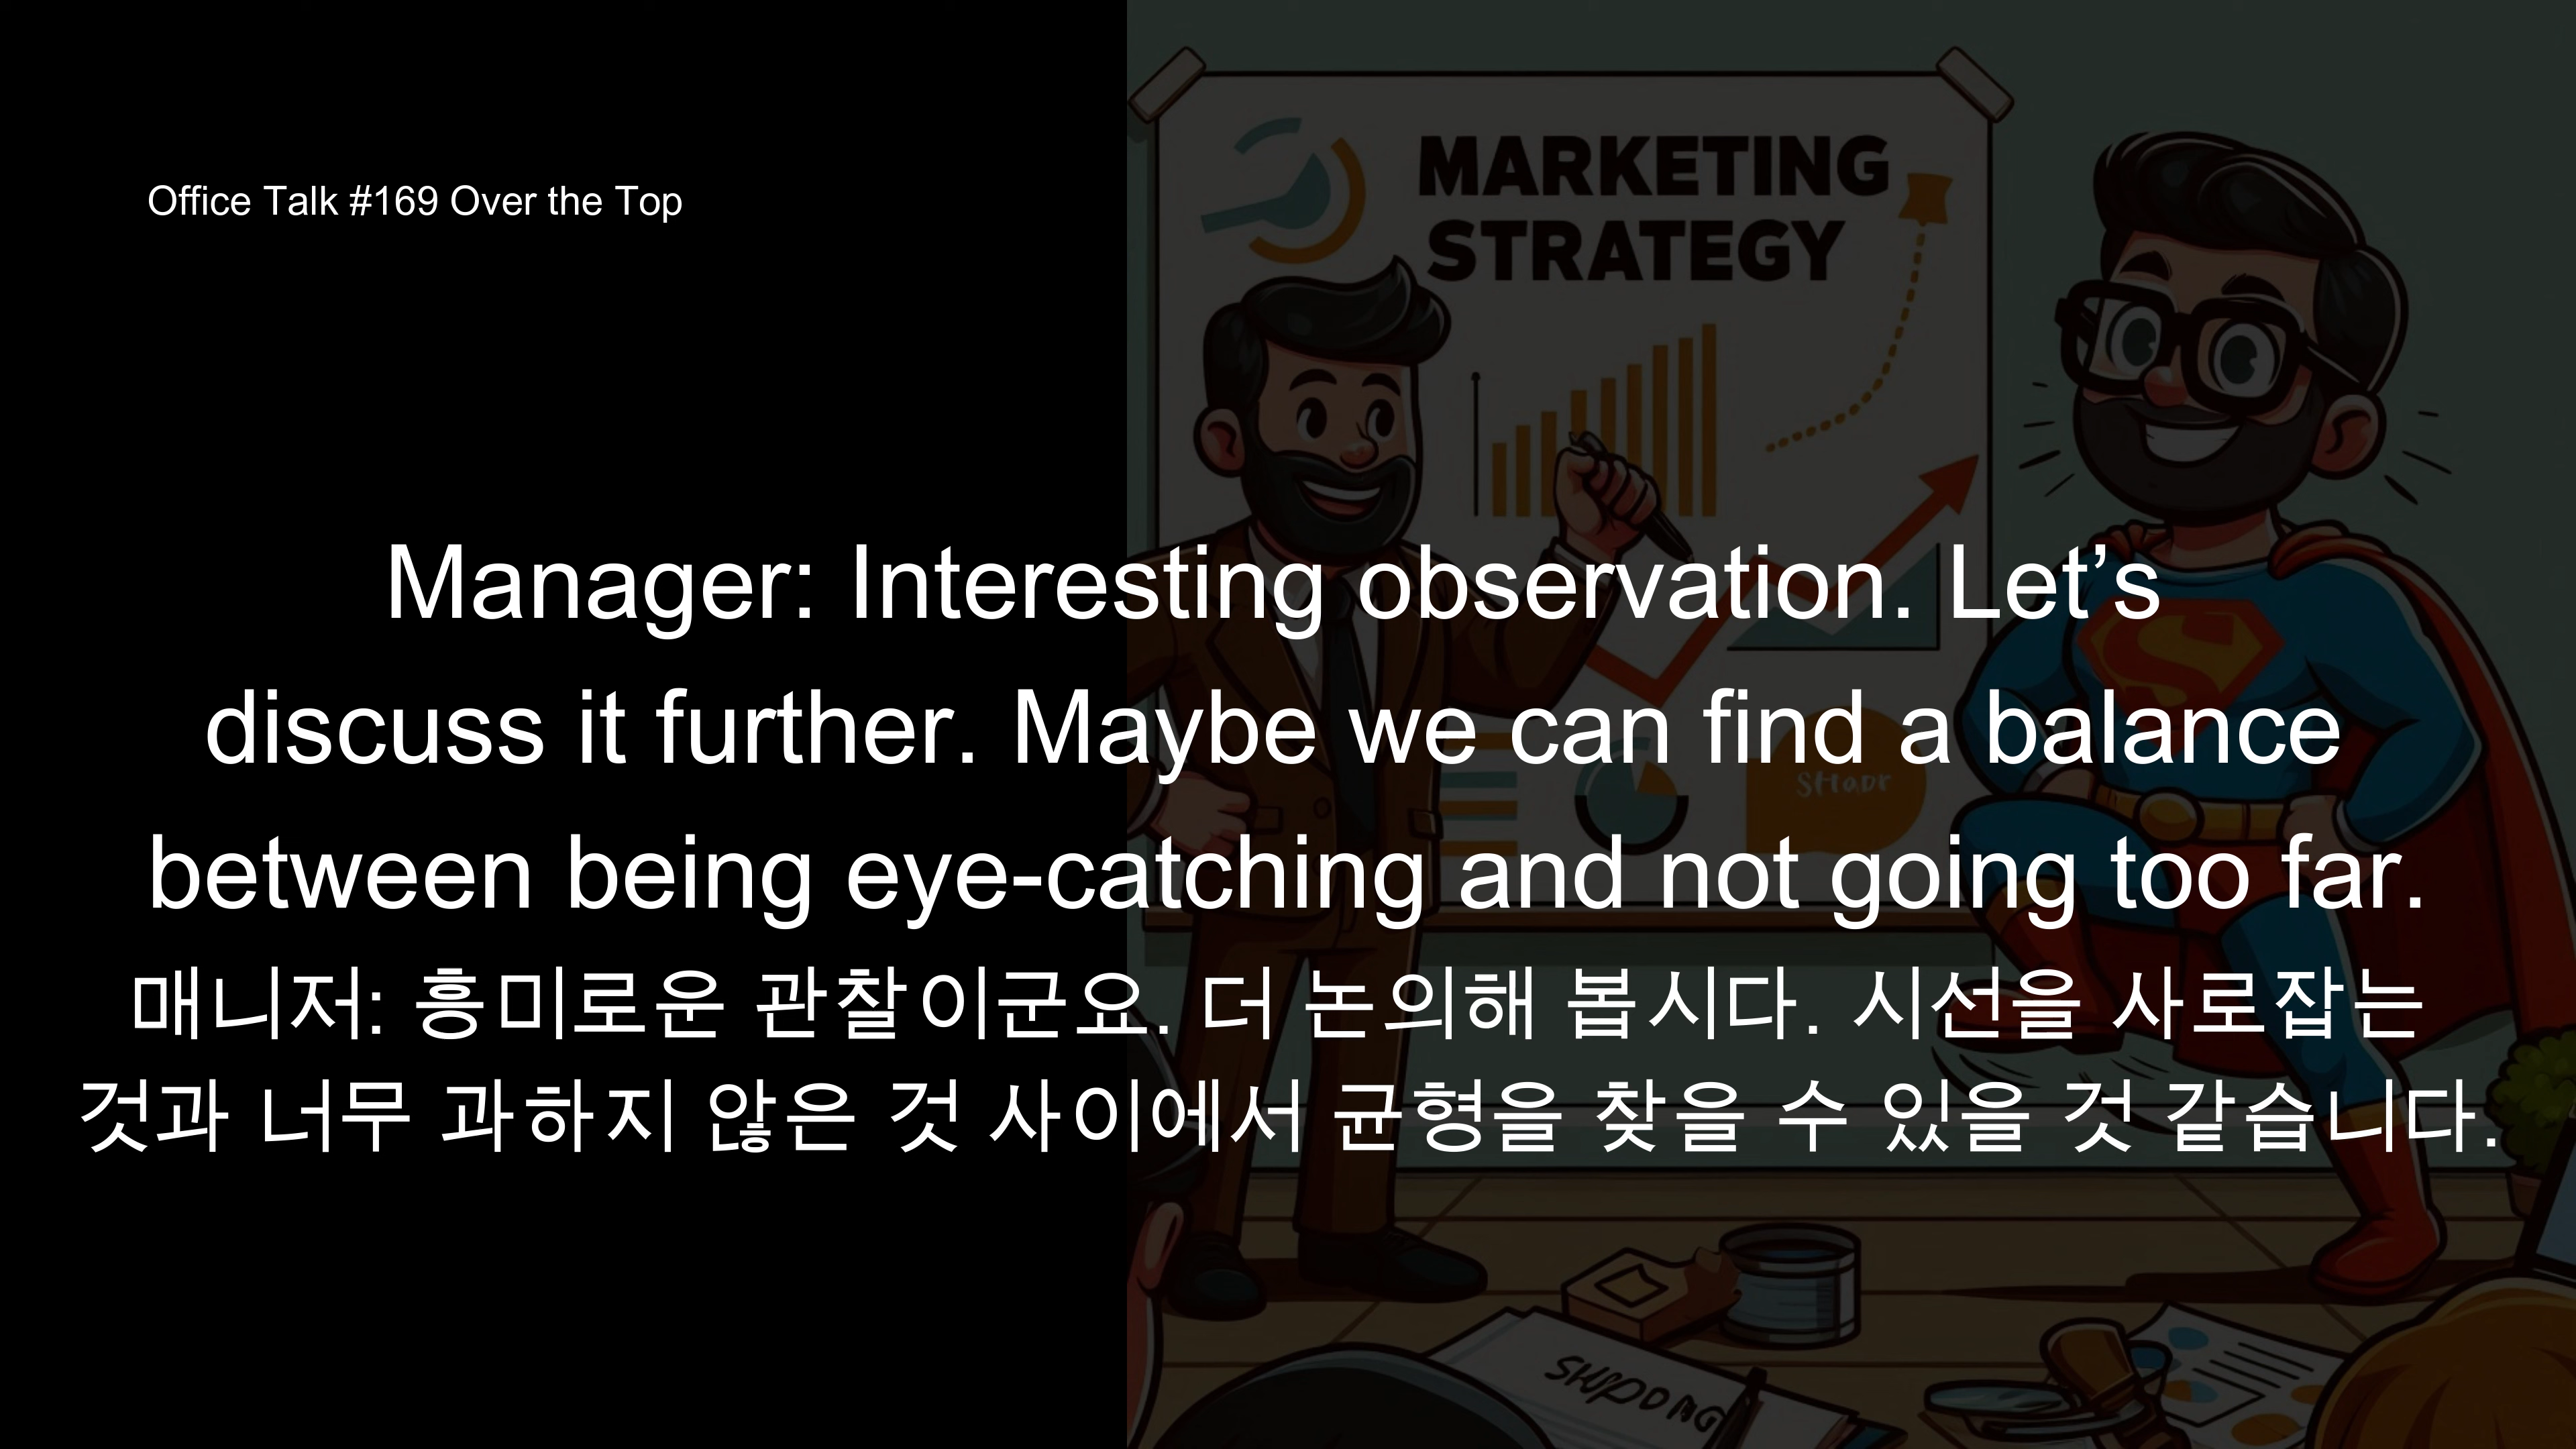 Office Talk #169 Over the Top
MARKETING
STRATEGY
Manager: Interesting observation. Let’s
discuss it further. Maybe we can find a balance
between being eye-catching and not going too far.
매니저: 흥미로운 관찰이군요. 더 논의해 봅시다. 시선을 사로잡는
것과 너무 과하지 않은 것 사이에서 균형을 찾을 수 있을 것 같습니다.